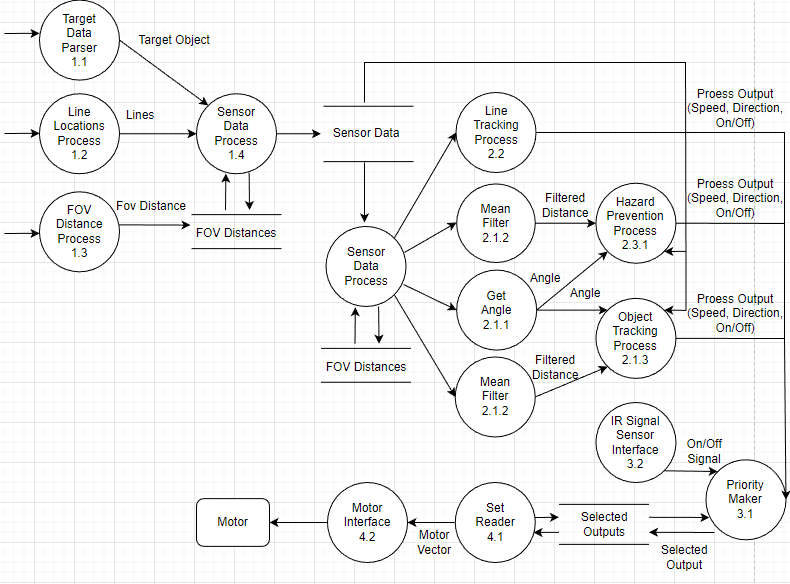 Target
Data
Parser
1.1
Target Object
Line
Locations
Process
1.2
Lines
Sensor
Data
Process
1.4
FOV
Distance
Process
1.3
Fov Distance
FOV Distances
Sensor Data
Sensor
Data
Process
FOV Distances
Line
Tracking
Process
2.2
Proess Output
(Speed, Direction,
On/Off)
Mean
Filter
2.1.2
Filtered
Distance
Hazard
Prevention
Process
2.3.1
Proess Output
(Speed, Direction,
On/Off)
Get
Angle
2.1.1
Angle
Angle
Object
Tracking
Process
2.1.3
Proess Output
(Speed, Direction,
On/Off)
Mean
Filter
2.1.2
Filtered
Distance
IR Signal
Sensor
Interface
3.2
On/Off
Signal
Priority
Maker
3.1
Selected
Output
Selected
Outputs
Set
Reader
4.1
Motor
Vector
Motor
Interface
4.2
Motor